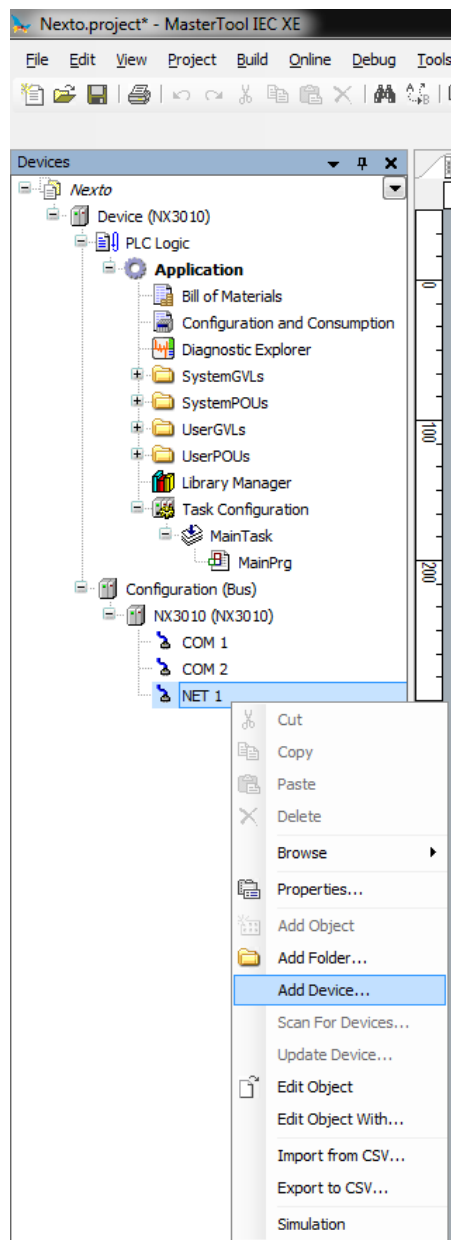 Nexto.project* - MasterTool IEC XE
File Edit View Project Build Online Debug Tools
Devices
Nexto
Device (NX3010)
PLC Logic
Application
Bill of Materials
Configuration and Consumption
Diagnostic Explorer
SystemGVLs
SystemPOUs
UserGVLs
UserPOUs
Library Manager
Task Configuration
MainTask
MainPrg
Configuration (Bus)
NX3010 (NX3010)
COM 1
COM 2
NET 1
0
100
200
Cut
Copy
Paste
Delete
Browse
Properties...
Add Object
Add Folder...
Add Device...
Scan For Devices...
Update Device...
Edit Object
Edit Object With...
Import from CSV...
Export to CSV...
Simulation